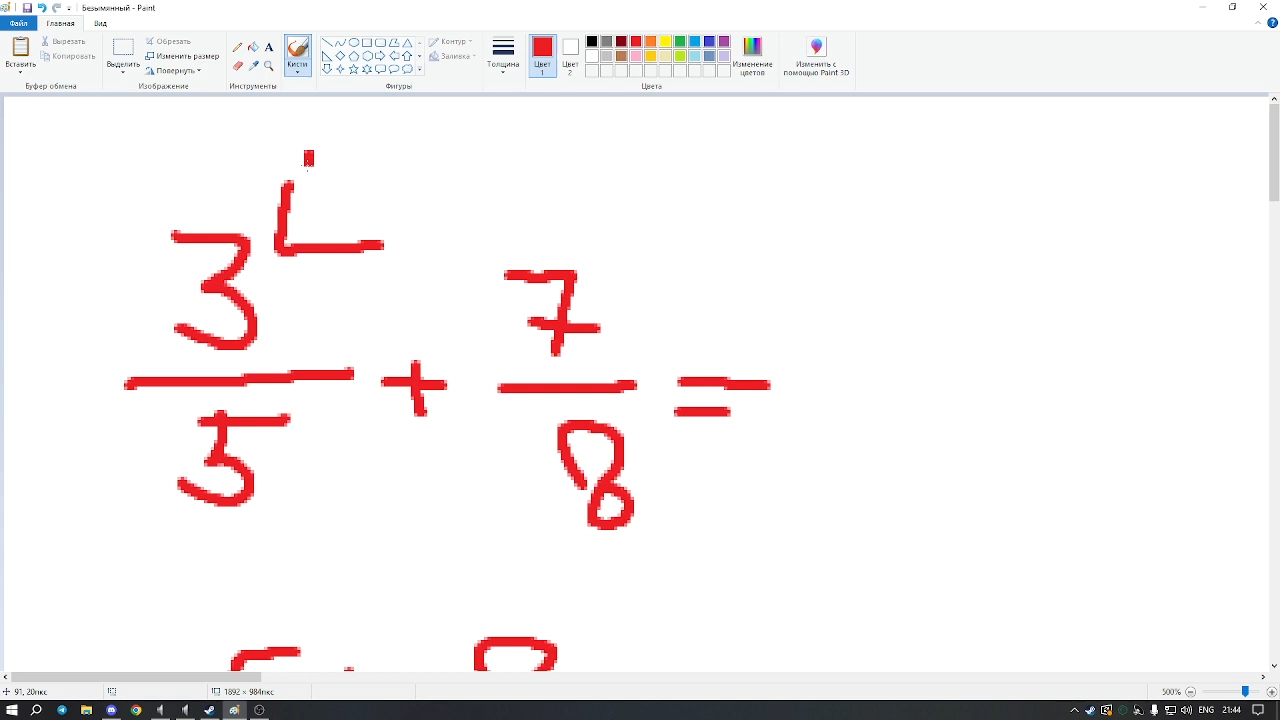 Безымянный - Paint
Файл Главная Вид
Вставить Вырезать Копировать Буфер обмена
Выделить Обрезать Изменить размер Повернуть Изображение
A Инструменты
Кисти
Контур Заливка Фигуры
Толщина
Цвет 1 Цвет 2 Изменение цветов Цвета
Изменить с помощью Paint 3D
3 7
+ =
5 8
91, 20пкс 1892 × 984пкс 500%
ENG 21:44